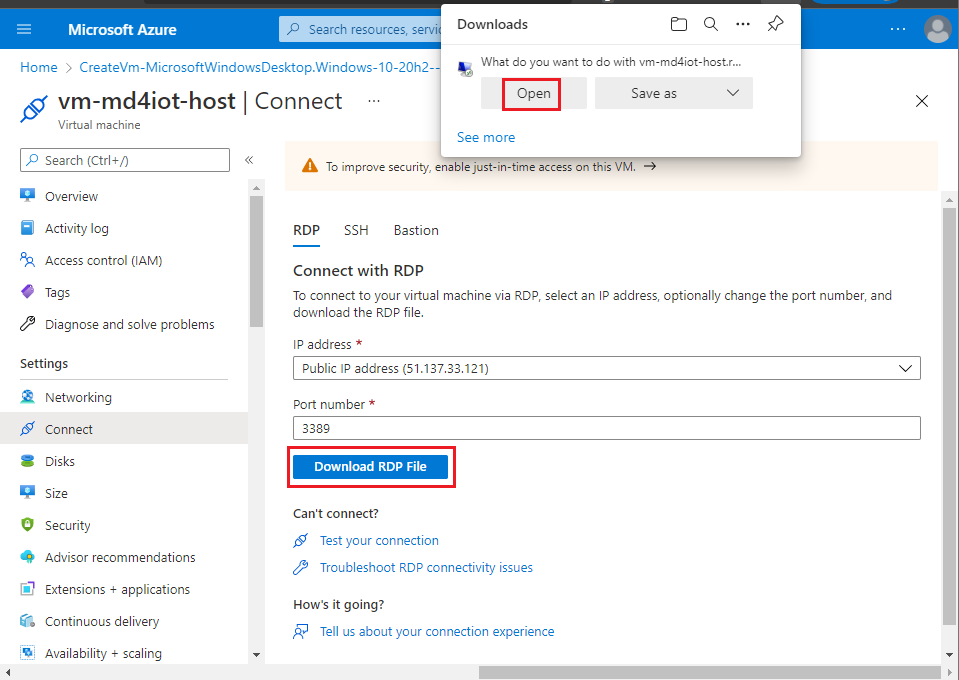 Microsoft Azure
Search resources, servic
Downloads
What do you want to do with vm-md4iot-host.r...
Open
Save as
See more
Home > CreateVm-MicrosoftWindowsDesktop.Windows-10-20h2--
vm-md4iot-host | Connect ...
Virtual machine
Search (Ctrl+/)
«
To improve security, enable just-in-time access on this VM. →
Overview
Activity log
Access control (IAM)
Tags
Diagnose and solve problems
Settings
Networking
Connect
Disks
Size
Security
Advisor recommendations
Extensions + applications
Continuous delivery
Availability + scaling
RDP
SSH
Bastion
Connect with RDP
To connect to your virtual machine via RDP, select an IP address, optionally change the port number, and
download the RDP file.
IP address *
Public IP address (51.137.33.121)
Port number *
3389
Download RDP File
Can't connect?
Test your connection
Troubleshoot RDP connectivity issues
How's it going?
Tell us about your connection experience